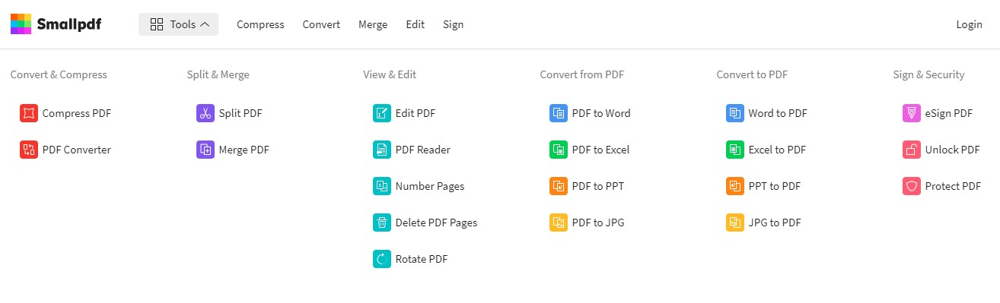 Smallpdf Tools Compress Convert Merge Edit Sign Login
Convert & Compress Split & Merge View & Edit Convert from PDF Convert to PDF Sign & Security
Compress PDF Split PDF Edit PDF PDF to Word Word to PDF eSign PDF
PDF Converter Merge PDF PDF Reader PDF to Excel Excel to PDF Unlock PDF
Number Pages PDF to PPT PPT to PDF Protect PDF
Delete PDF Pages PDF to JPG JPG to PDF
Rotate PDF